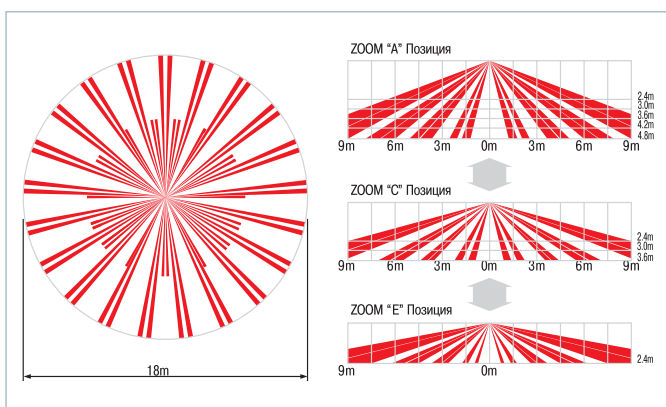 ZOOM “A” Позиция
2.4m
3.0m
3.6m
4.2m
4.8m
9m 6m 3m 0m 3m 6m 9m
ZOOM “C” Позиция
2.4m
3.0m
3.6m
9m 6m 3m 0m 3m 6m 9m
ZOOM “E” Позиция
2.4m
9m 0m
18m